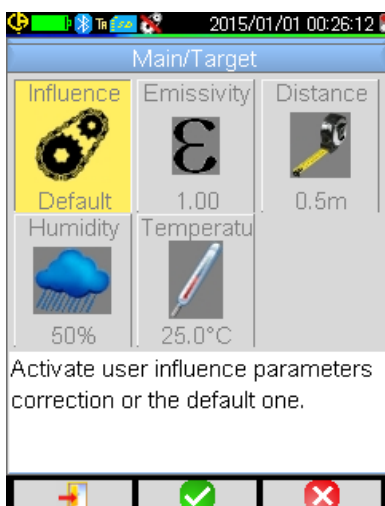 2015/01/01 00:26:12
Main/Target
Influence Emissivity Distance
Default 1.00 0.5m
Humidity Temperatu
50% 25.0°C
Activate user influence parameters
correction or the default one.